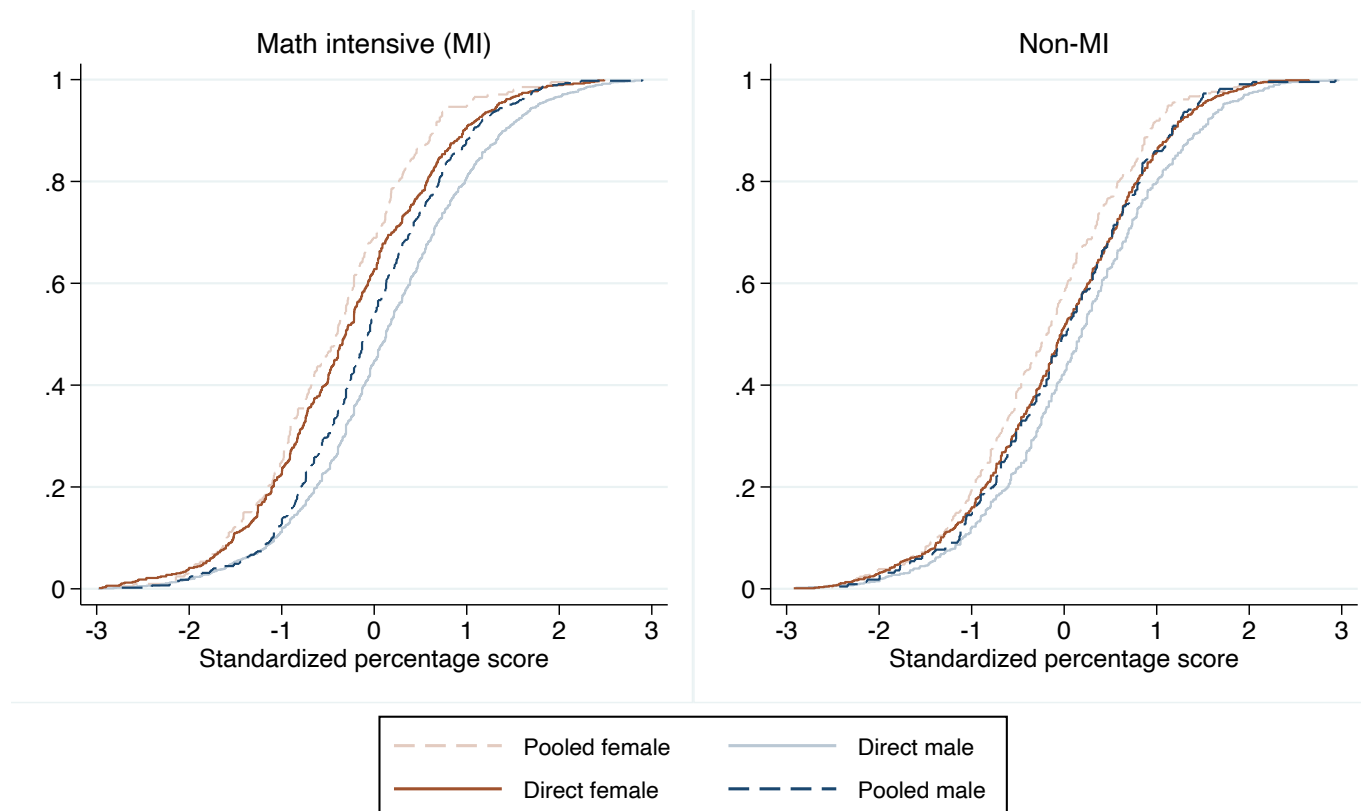 Math intensive (MI)
1
.8
.6
.4
.2
0
-3 -2 -1 0 1 2 3
Standardized percentage score
Non-MI
1
.8
.6
.4
.2
0
-3 -2 -1 0 1 2 3
Standardized percentage score
Pooled female Direct male
Direct female Pooled male